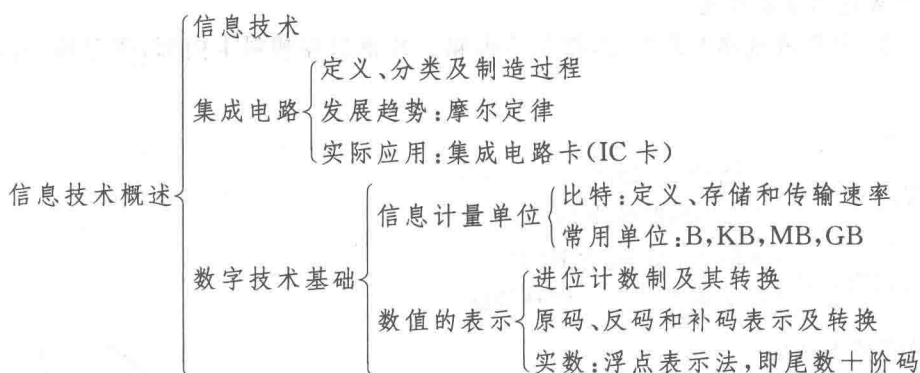 信息技术概述
信息技术
集成电路
定义、分类及制造过程
发展趋势:摩尔定律
实际应用:集成电路卡(IC 卡)
数字技术基础
信息计量单位
比特:定义、存储和传输速率
常用单位:B,KB,MB,GB
数值的表示
进位计数制及其转换
原码、反码和补码表示及转换
实数:浮点表示法,即尾数+阶码